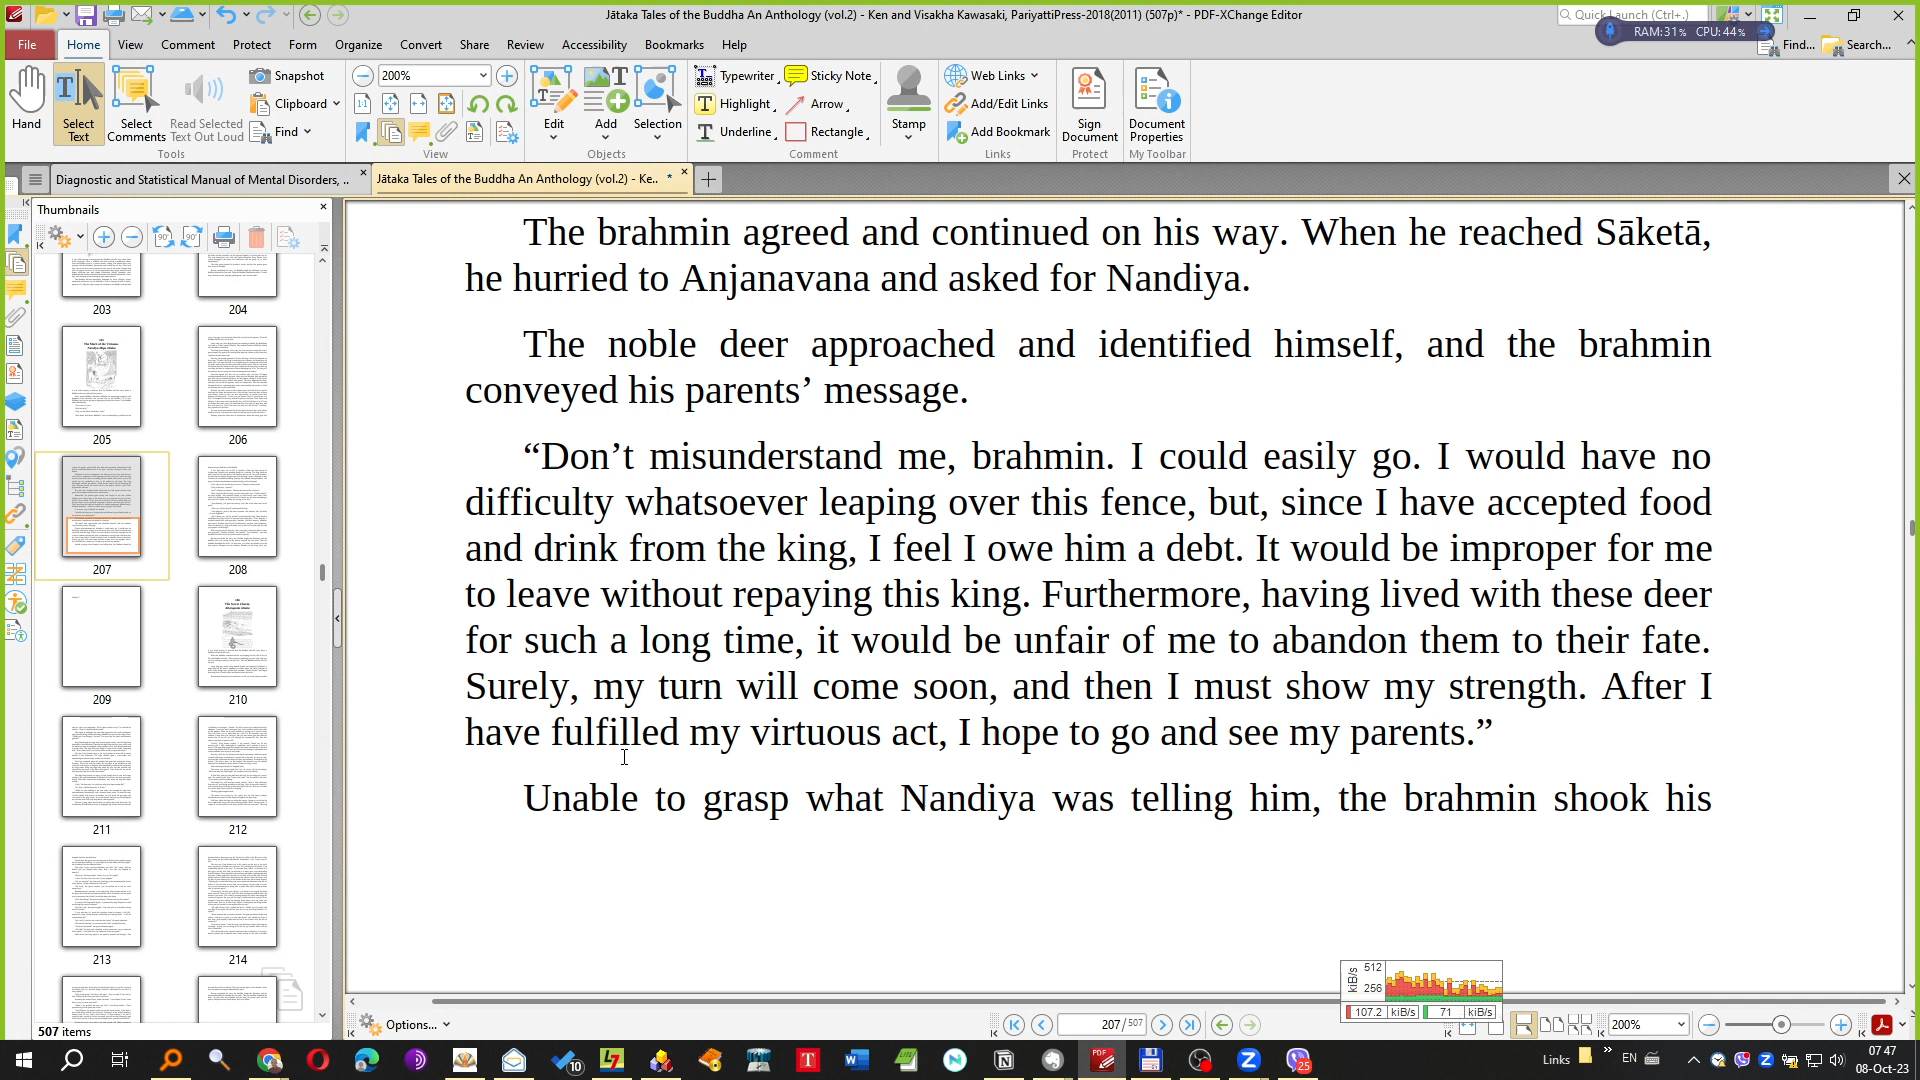 Jātaka Tales of the Buddha An Anthology (vol.2) - Ken and Visakha Kawasaki, PariyattiPress-2018(2011) (507p)* - PDF-XChange Editor
Quick Launch (Ctrl+.)
RAM:31% CPU:44%
File Home View Comment Protect Form Organize Convert Share Review Accessibility Bookmarks Help
Find... Search...
Hand
Select Text
Select Comments
Read Selected Text Out Loud
Snapshot
Clipboard
Find
Tools
200%
View
Edit
Add
Selection
Objects
Typewriter
Sticky Note
Highlight
Arrow
Underline
Rectangle
Stamp
Comment
Web Links
Add/Edit Links
Add Bookmark
Links
Sign Document
Protect
Document Properties
My Toolbar
Diagnostic and Statistical Manual of Mental Disorders, ..
Jātaka Tales of the Buddha An Anthology (vol.2) - Ke.. *
Thumbnails
203 204
205 206
207 208
209 210
211 212
213 214
507 items
The brahmin agreed and continued on his way. When he reached Sāketā,
he hurried to Anjanavana and asked for Nandiya.
The noble deer approached and identified himself, and the brahmin
conveyed his parents’ message.
“Don’t misunderstand me, brahmin. I could easily go. I would have no
difficulty whatsoever leaping over this fence, but, since I have accepted food
and drink from the king, I feel I owe him a debt. It would be improper for me
to leave without repaying this king. Furthermore, having lived with these deer
for such a long time, it would be unfair of me to abandon them to their fate.
Surely, my turn will come soon, and then I must show my strength. After I
have fulfilled my virtuous act, I hope to go and see my parents.”
Unable to grasp what Nandiya was telling him, the brahmin shook his
kiB/s 512
256
107.2 kiB/s 71 kiB/s
Options...
207/507
200%
10
25
Links
EN
07 47
08-Oct-23